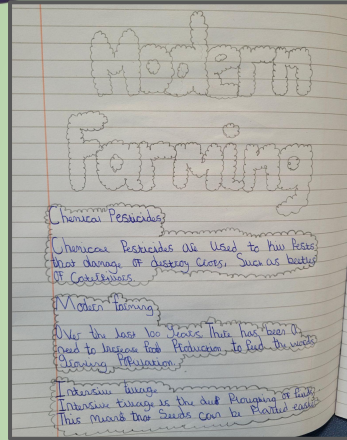 Modern
Farming
Chemical Pesticides
Chemical Pesticides are used to kill Pests
that damage or destroy Crops, Such as beetles
or Caterpillars.
Modern Farming
Over the last 100 years There has been a
need to increase food Production, to feed the worlds
Growing Population.
Intensive tillage
Intensive tillage is the deep Ploughing of fields
This means that Seeds can be Planted easily